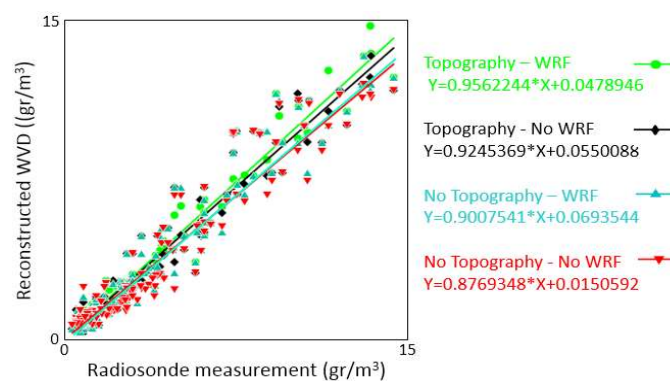 15
Reconstructed WVD ((gr/m³)
0
0
15
Radiosonde measurement (gr/m³)
Topography – WRF
Y=0.9562244*X+0.0478946
Topography - No WRF
Y=0.9245369*X+0.0550088
No Topography – WRF
Y=0.9007541*X+0.0693544
No Topography - No WRF
Y=0.8769348*X+0.0150592